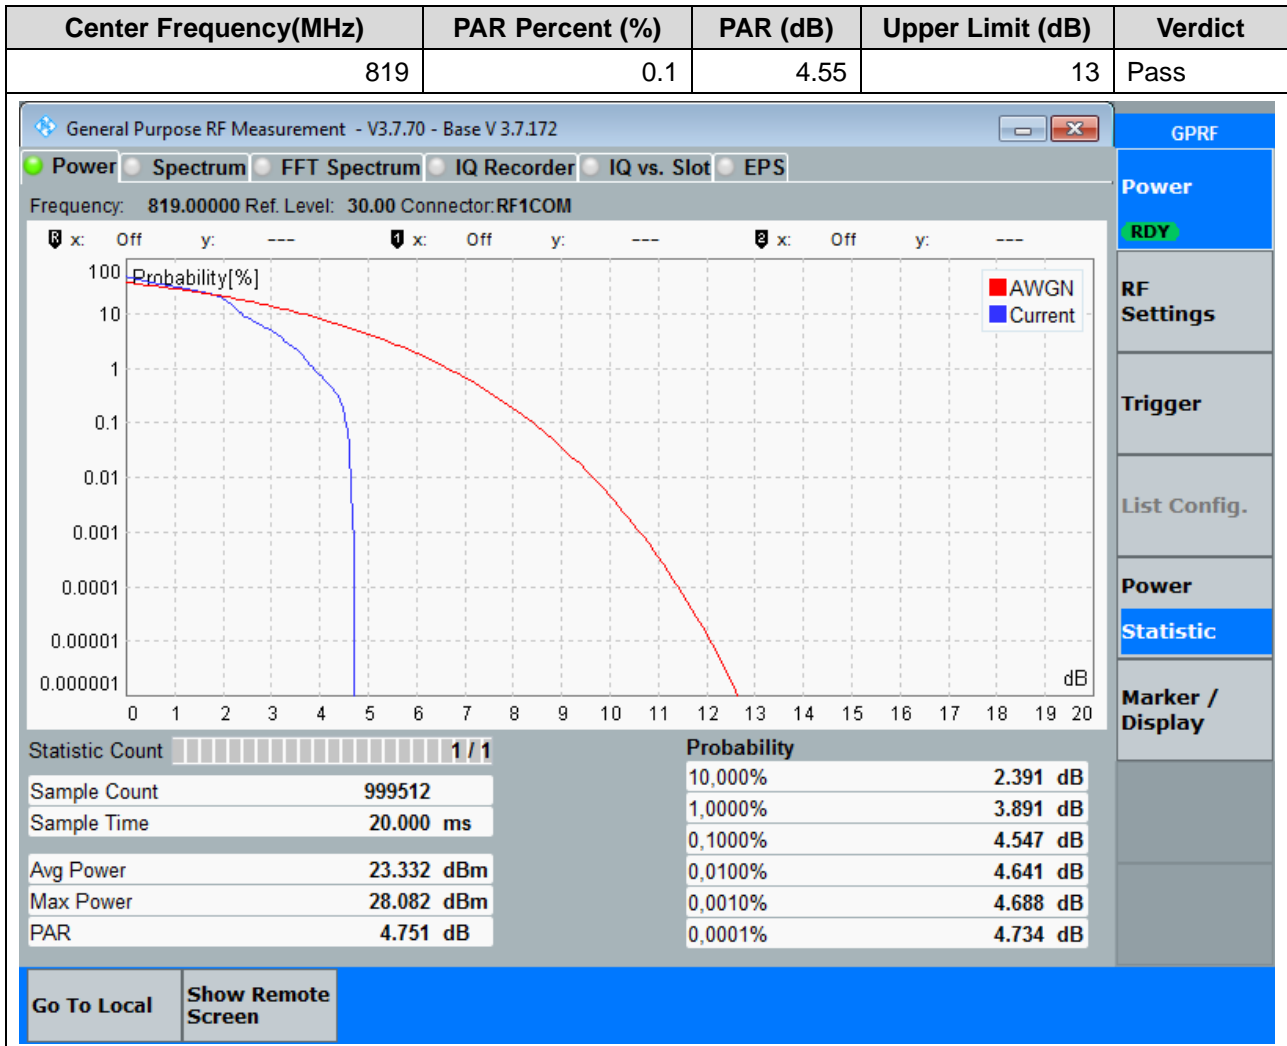 Center Frequency(MHz) PAR Percent (%) PAR (dB) Upper Limit (dB) Verdict
819 0.1 4.55 13 Pass
General Purpose RF Measurement - V3.7.70 - Base V 3.7.172
GPRF
Power Spectrum FFT Spectrum IQ Recorder IQ vs. Slot EPS
Frequency: 819.00000 Ref. Level: 30.00 Connector:RF1COM
R x: Off y: --- 1 x: Off y: --- 2 x: Off y: ---
Probability[%]
100
10
1
0.1
0.01
0.001
0.0001
0.00001
0.000001
AWGN
Current
dB
0 1 2 3 4 5 6 7 8 9 10 11 12 13 14 15 16 17 18 19 20
Statistic Count 1 / 1
Sample Count 999512
Sample Time 20.000 ms
Avg Power 23.332 dBm
Max Power 28.082 dBm
PAR 4.751 dB
Probability
10,000% 2.391 dB
1,0000% 3.891 dB
0,1000% 4.547 dB
0,0100% 4.641 dB
0,0010% 4.688 dB
0,0001% 4.734 dB
Power
RDY
RF
Settings
Trigger
List Config.
Power
Statistic
Marker /
Display
Go To Local
Show Remote
Screen